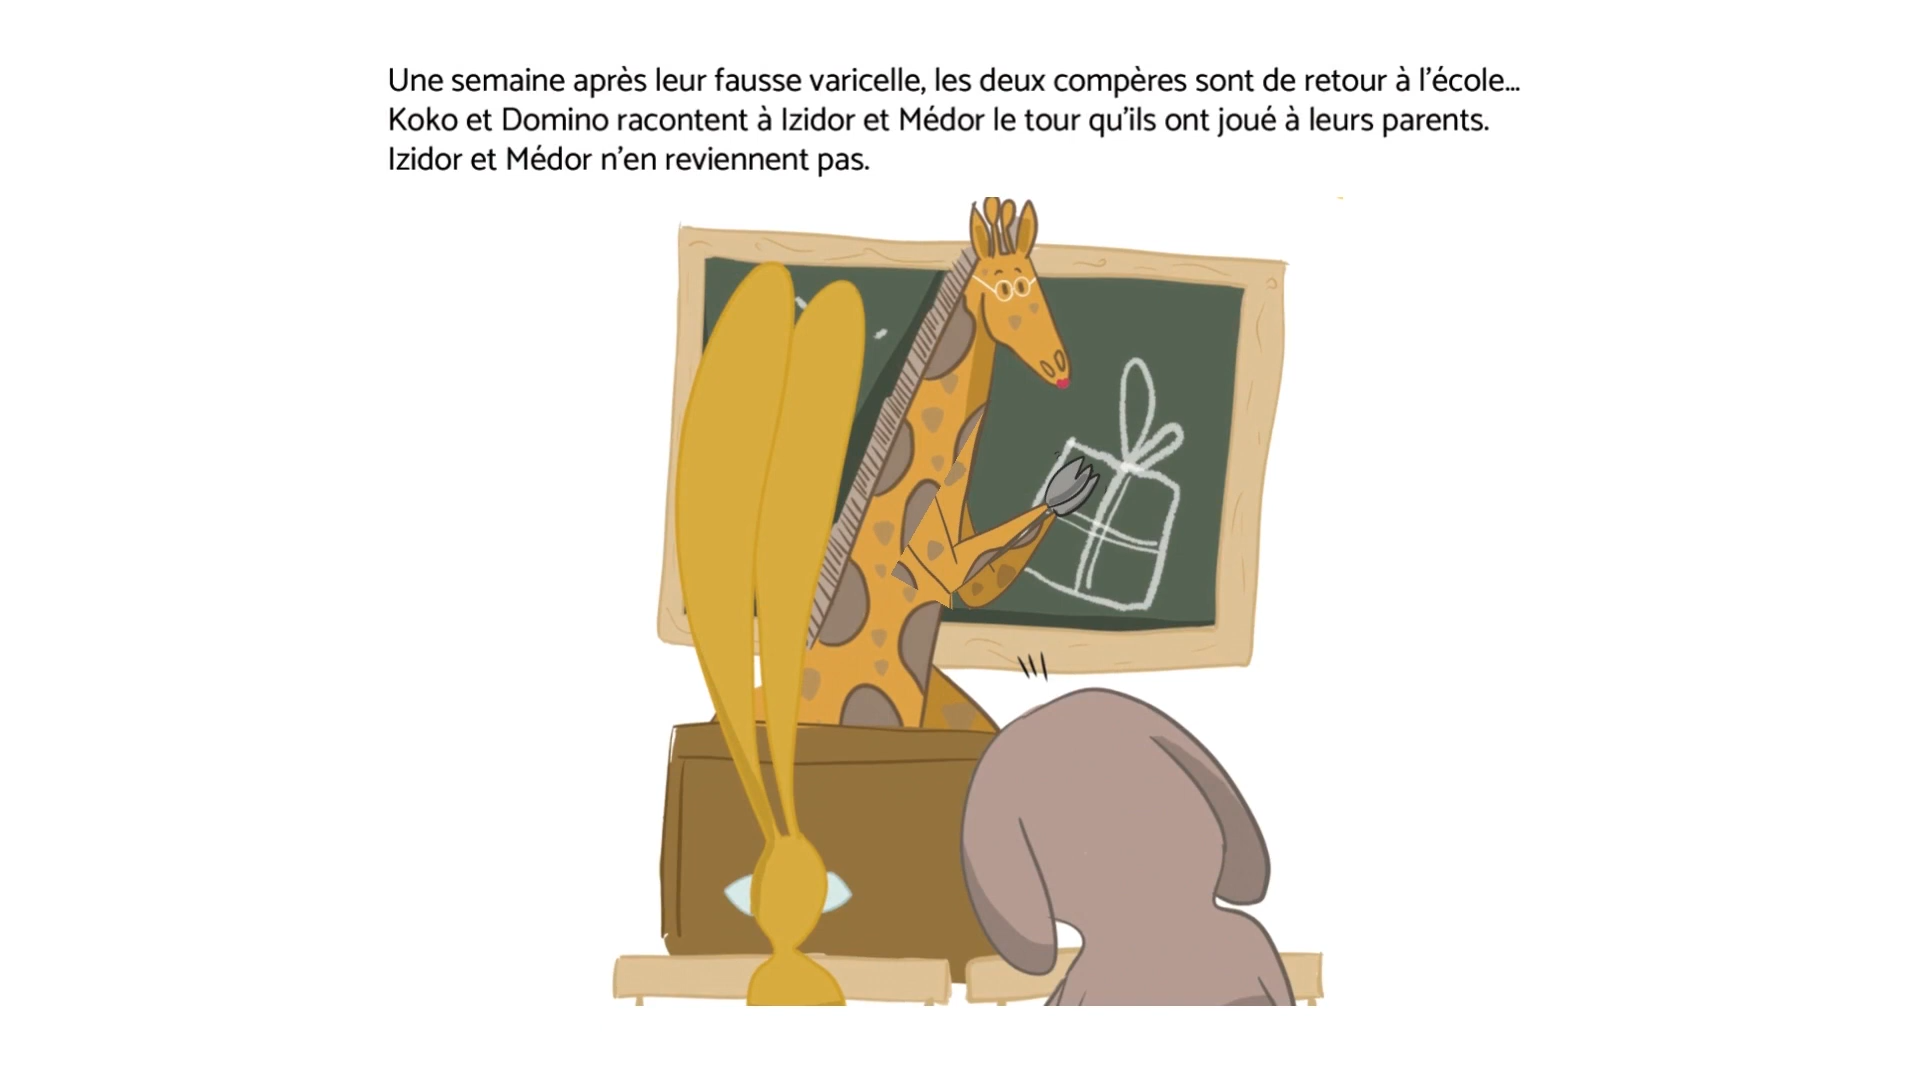 Une semaine après leur fausse varicelle, les deux compères sont de retour à l’école…
Koko et Domino racontent à Izidor et Médor le tour qu’ils ont joué à leurs parents.
Izidor et Médor n’en reviennent pas.